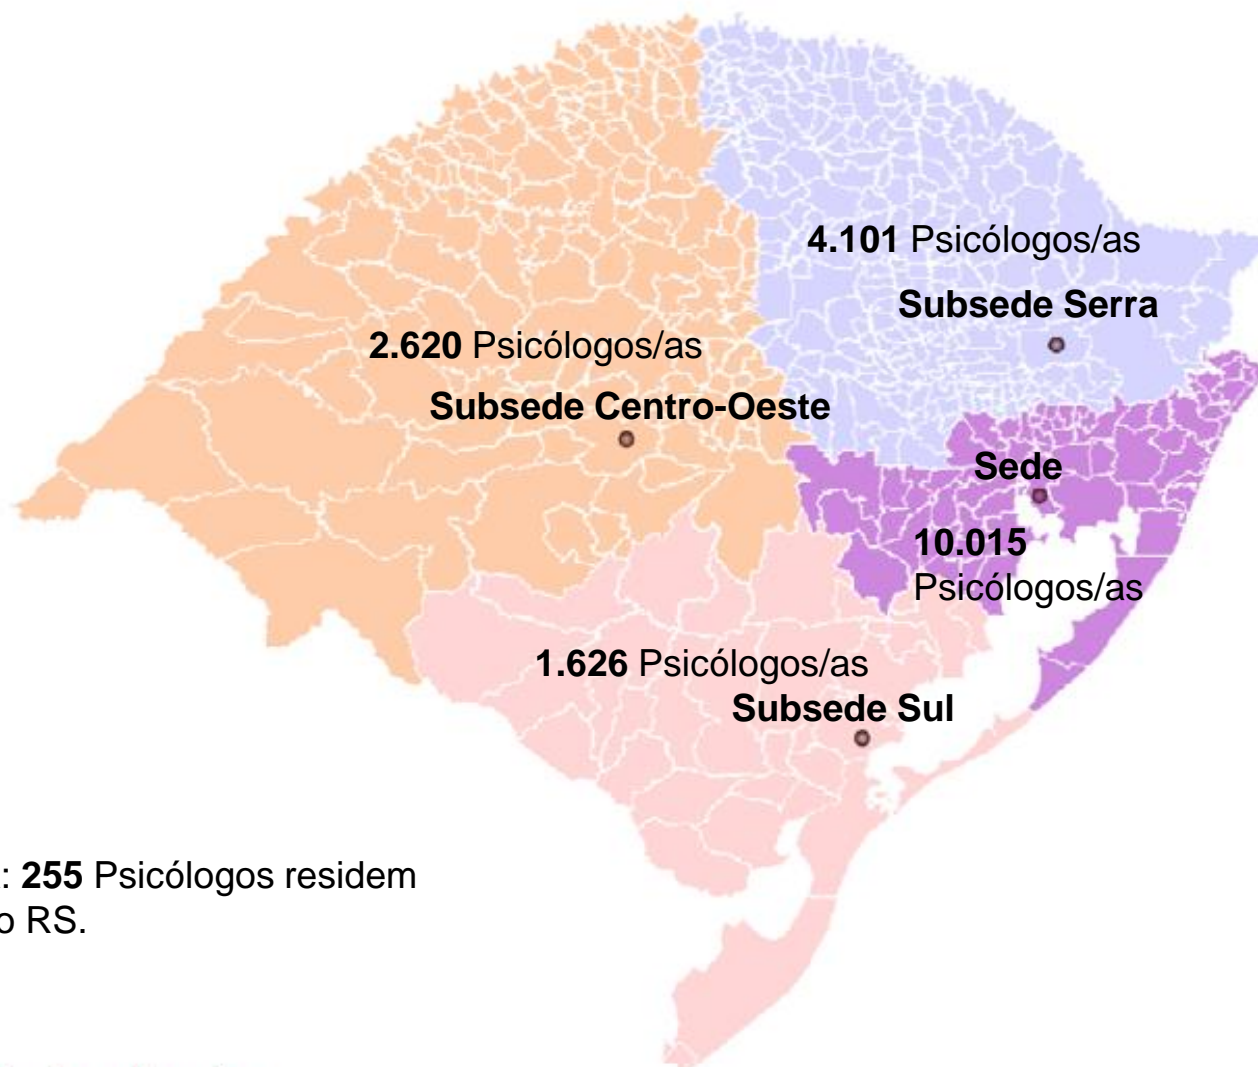 4.101 Psicólogos/as
Subsede Serra
2.620 Psicólogos/as
Subsede Centro-Oeste
Sede
10.015
Psicólogos/as
1.626 Psicólogos/as
Subsede Sul
: 255 Psicólogos residem
o RS.